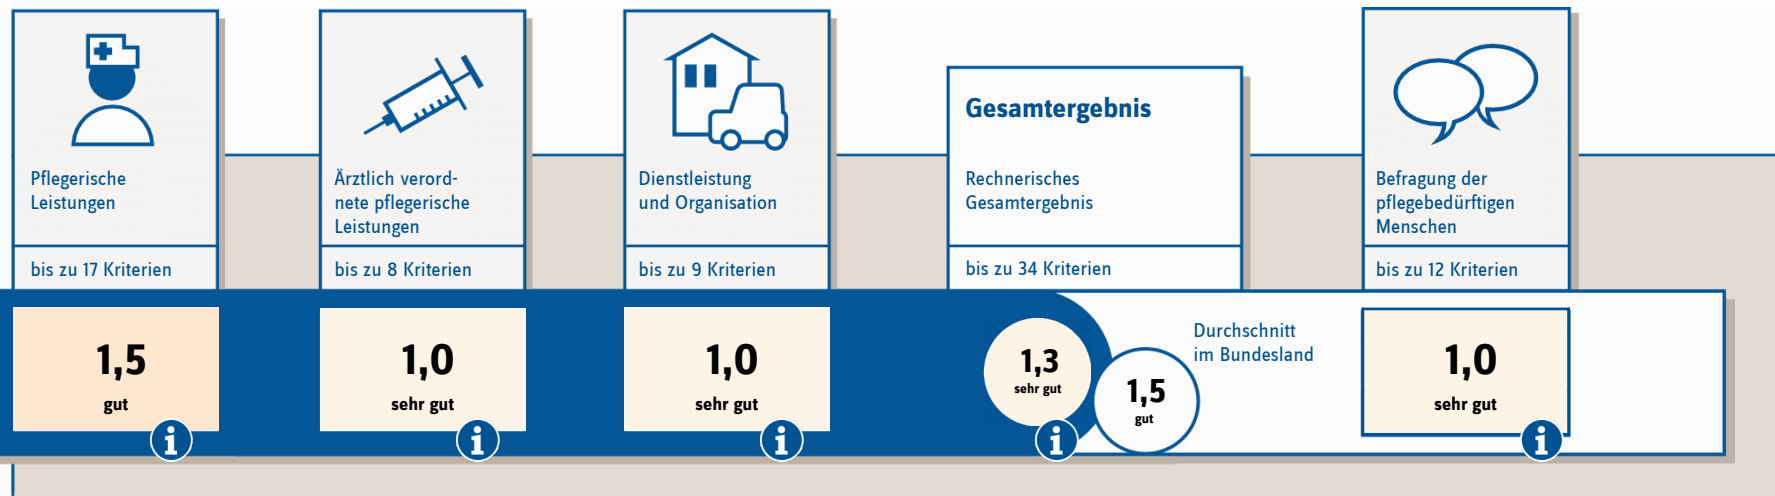 Pflegerische
Leistungen
bis zu 17 Kriterien
1,5
gut
Ärztlich verord-
nete pflegerische
Leistungen
bis zu 8 Kriterien
1,0
sehr gut
Dienstleistung
und Organisation
bis zu 9 Kriterien
1,0
sehr gut
Gesamtergebnis
Rechnerisches
Gesamtergebnis
bis zu 34 Kriterien
1,3
sehr gut
Durchschnitt
im Bundesland
1,5
gut
Befragung der
pflegebedürftigen
Menschen
bis zu 12 Kriterien
1,0
sehr gut